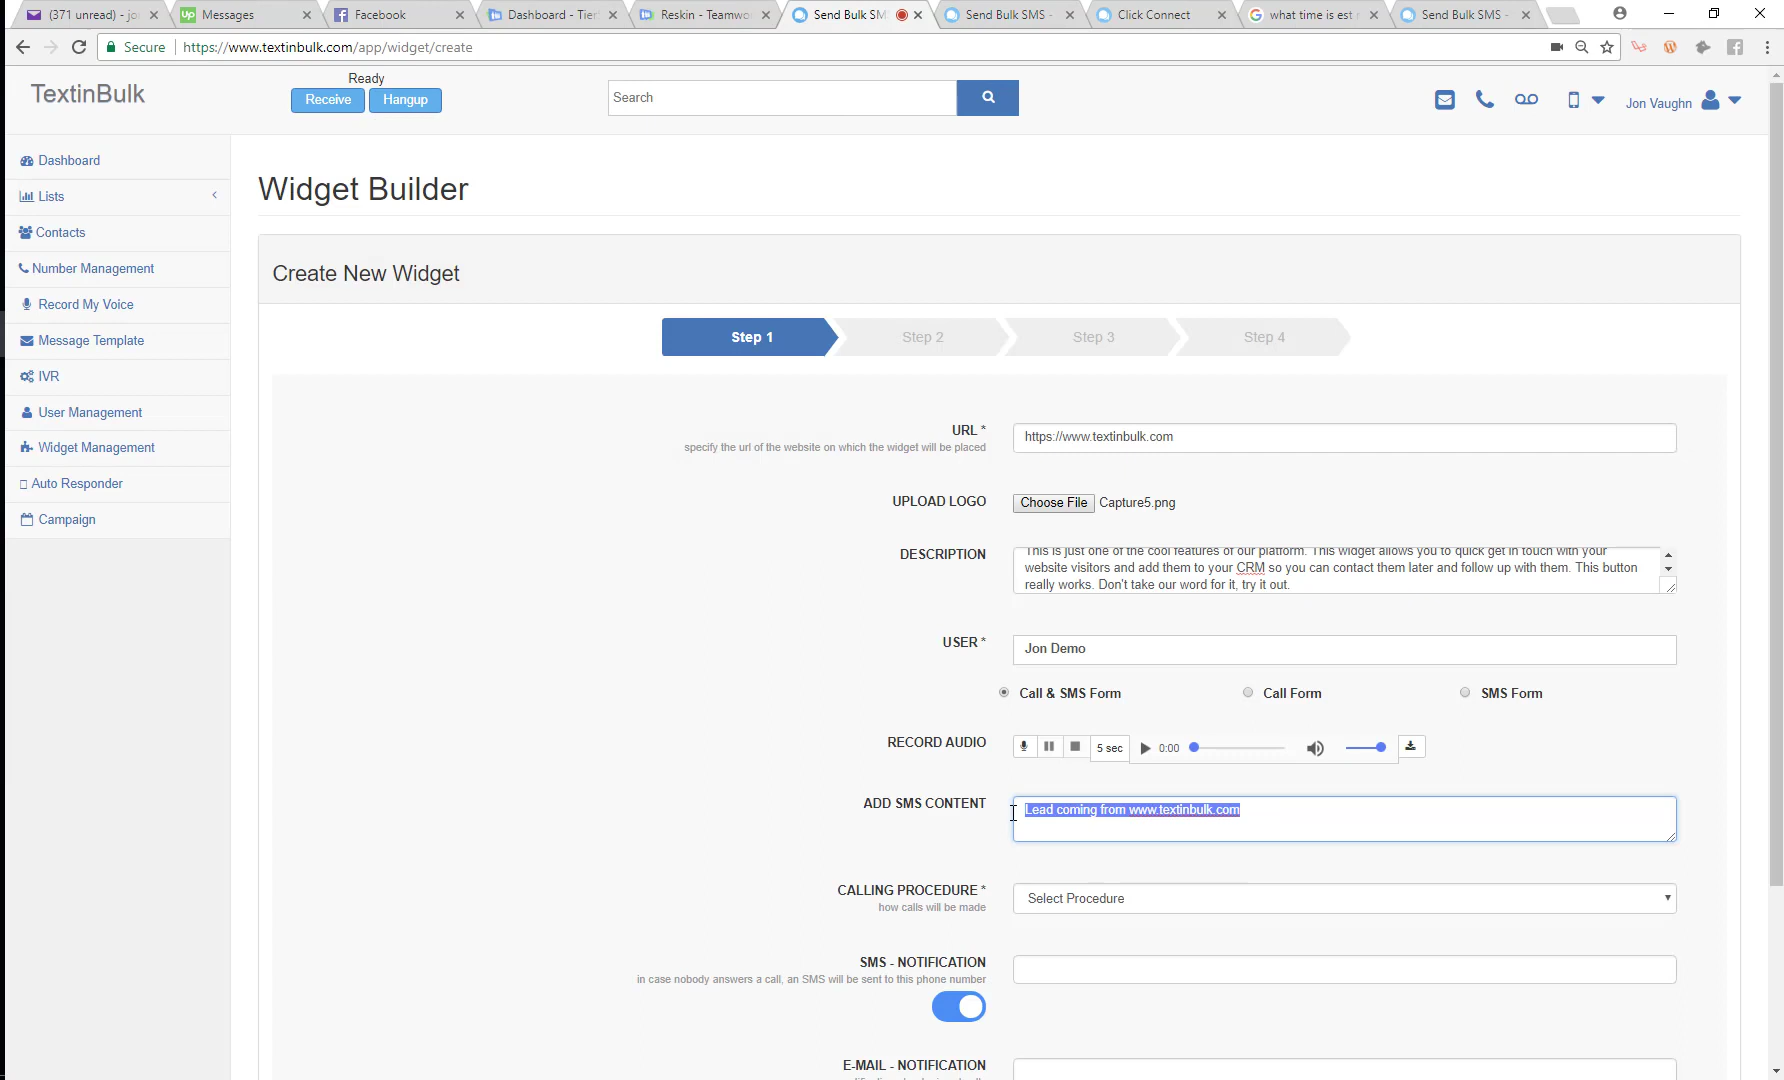 (371 unread) - jo
Messages
Facebook
Dashboard - Tier
Reskin - Teamwo
Send Bulk SM
Send Bulk SMS -
Click Connect
what time is est
Send Bulk SMS -
Secure
https://www.textinbulk.com/app/widget/create
TextinBulk
Ready
Receive
Hangup
Search
Jon Vaughn
Dashboard
Lists
Contacts
Number Management
Record My Voice
Message Template
IVR
User Management
Widget Management
Auto Responder
Campaign
Widget Builder
Create New Widget
Step 1
Step 2
Step 3
Step 4
URL *
specify the url of the website on which the widget will be placed
https://www.textinbulk.com
UPLOAD LOGO
Choose File Capture5.png
DESCRIPTION
This is just one of the cool features of our platform. This widget allows you to quick get in touch with your
website visitors and add them to your CRM so you can contact them later and follow up with them. This button
really works. Don't take our word for it, try it out.
USER *
Jon Demo
Call & SMS Form
Call Form
SMS Form
RECORD AUDIO
5 sec
0:00
ADD SMS CONTENT
Lead coming from www.textinbulk.com
CALLING PROCEDURE *
how calls will be made
Select Procedure
SMS - NOTIFICATION
in case nobody answers a call, an SMS will be sent to this phone number
E-MAIL - NOTIFICATION